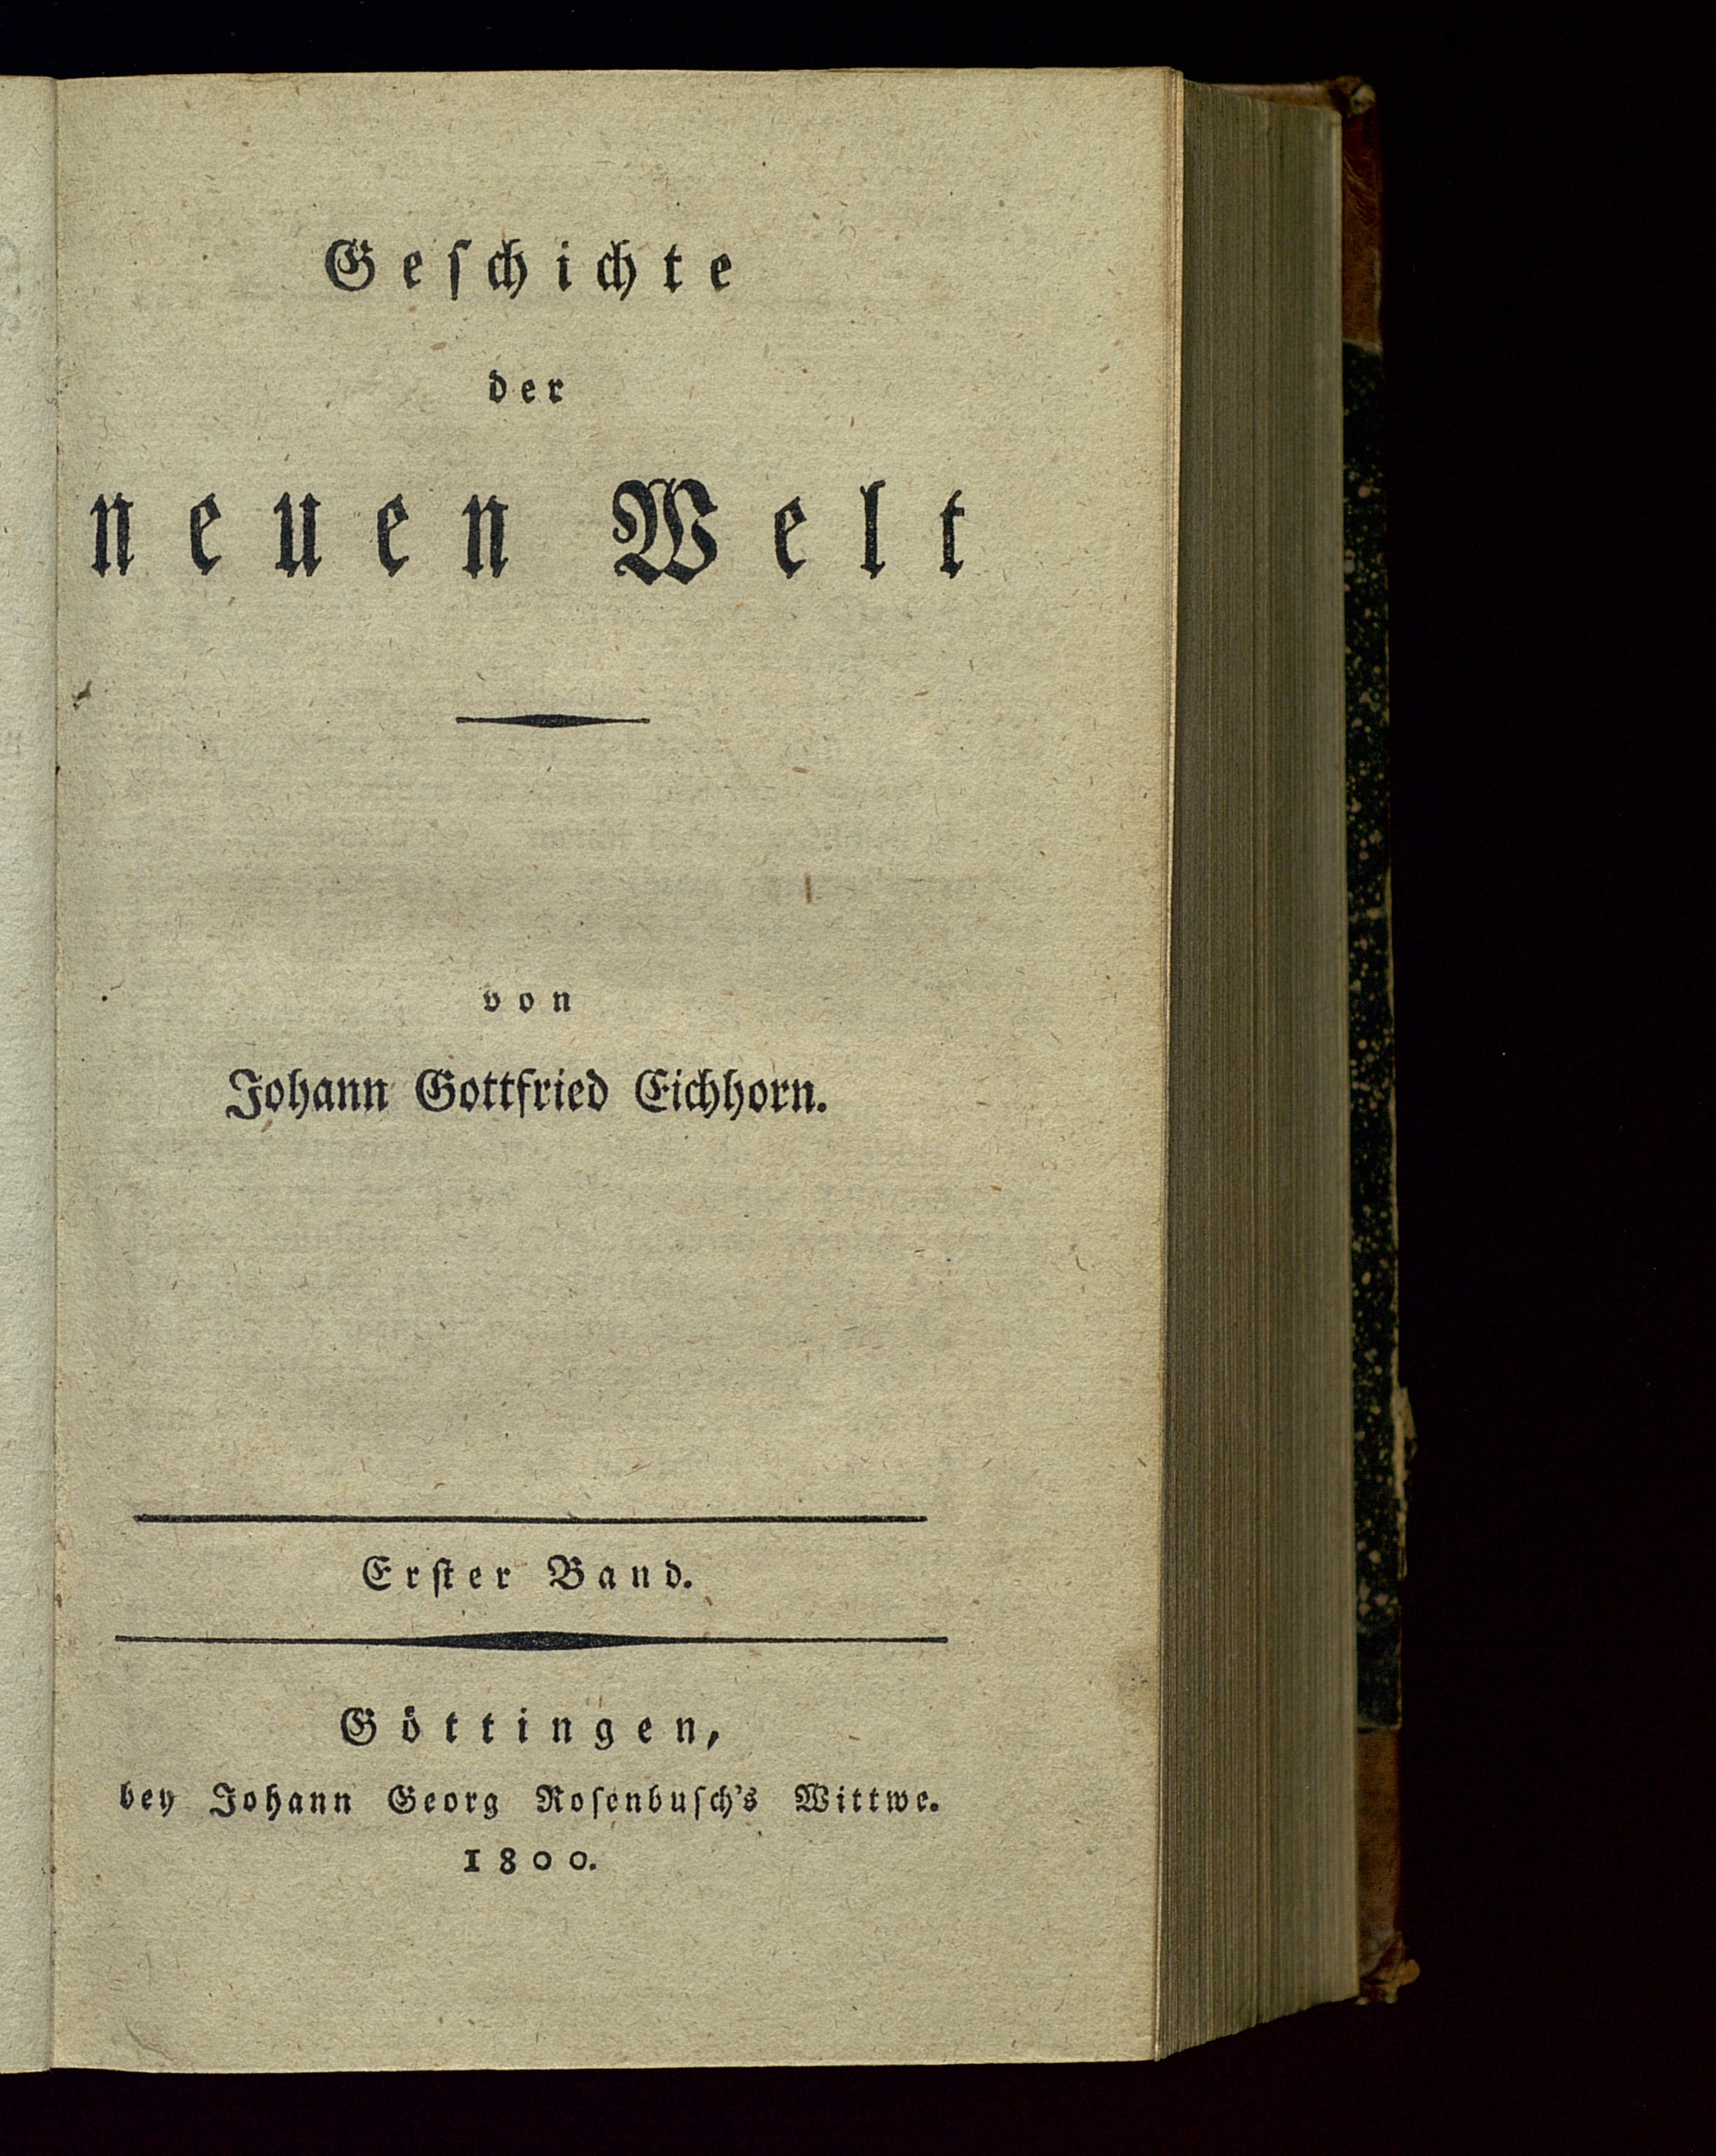 Geſchichte
der
neuen Welt
von
Johann Gottfried Eichhorn.
Erſter Band.
Göttingen,
bey Johann Georg Roſenbuſch's Wittwe.
1800.